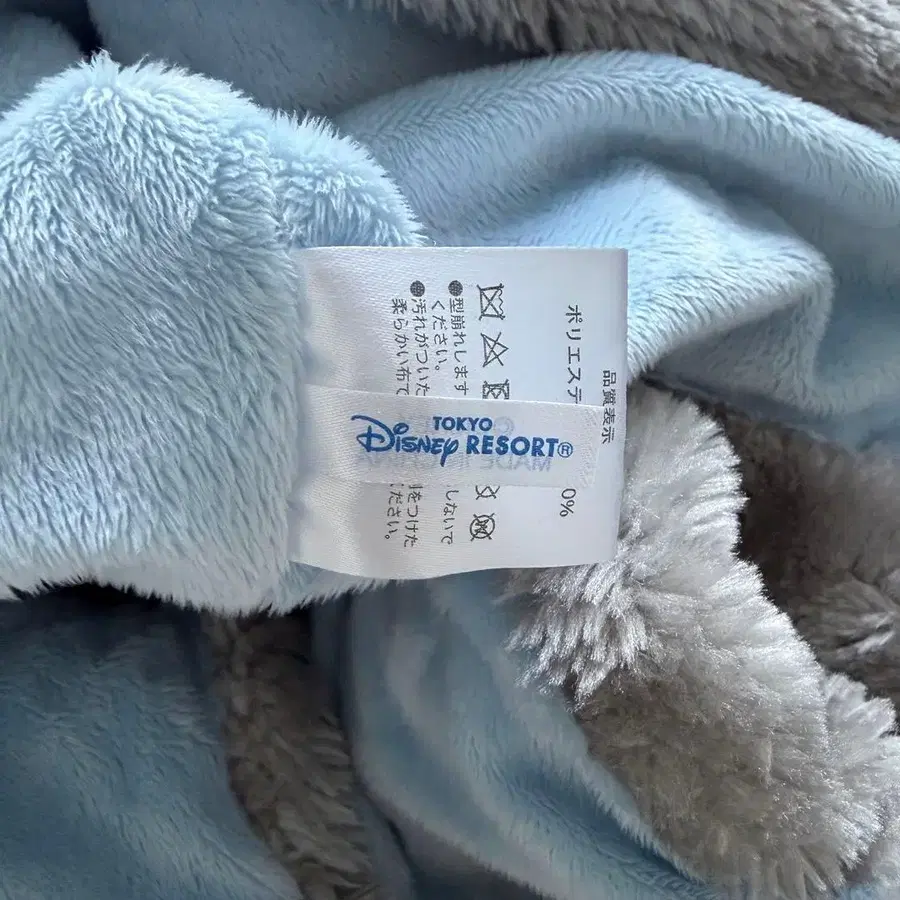 品質表示
ポリエステ
0%
●型崩れします
しないで
ください。
●汚れがついた
をつけた
柔らかい布で
ください。
TOKYO
Disney RESORT®